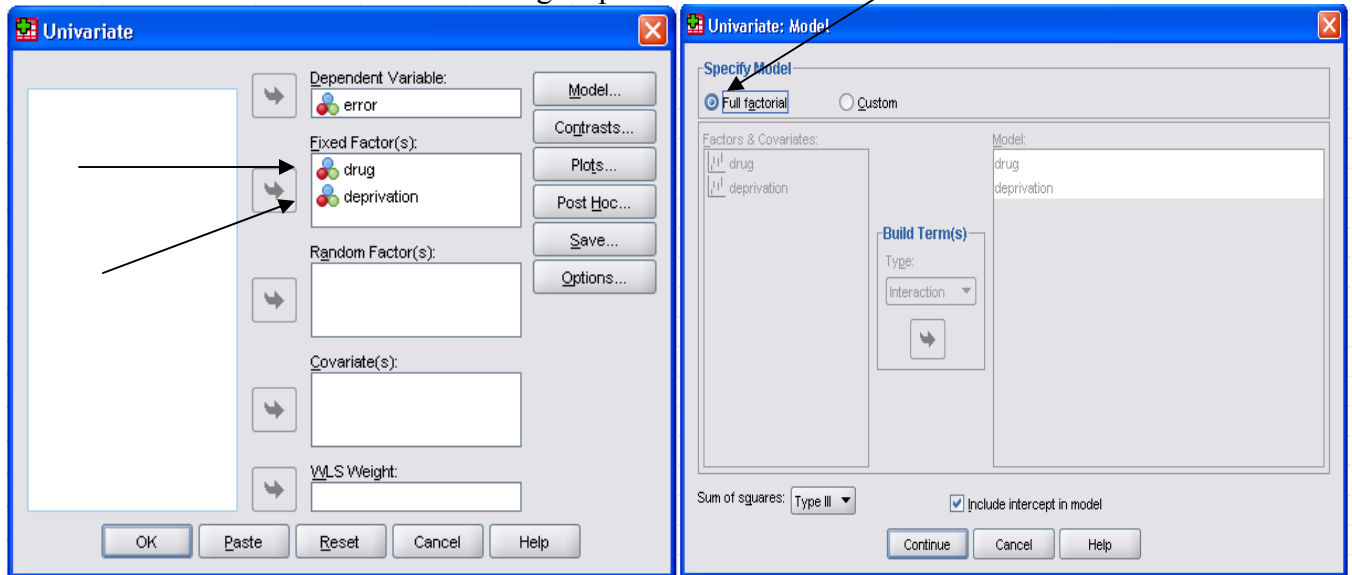 Univariate
Dependent Variable:
error
Fixed Factor(s):
drug
deprivation
Random Factor(s):
Covariate(s):
WLS Weight:
Model...
Contrasts...
Plots...
Post Hoc...
Save...
Options...
OK
Paste
Reset
Cancel
Help
Univariate: Model
Specify Model
Full factorial
Custom
Factors & Covariates:
drug
deprivation
Build Term(s)
Type:
Interaction
Model:
drug
deprivation
Sum of squares:
Type III
Include intercept in model
Continue
Cancel
Help